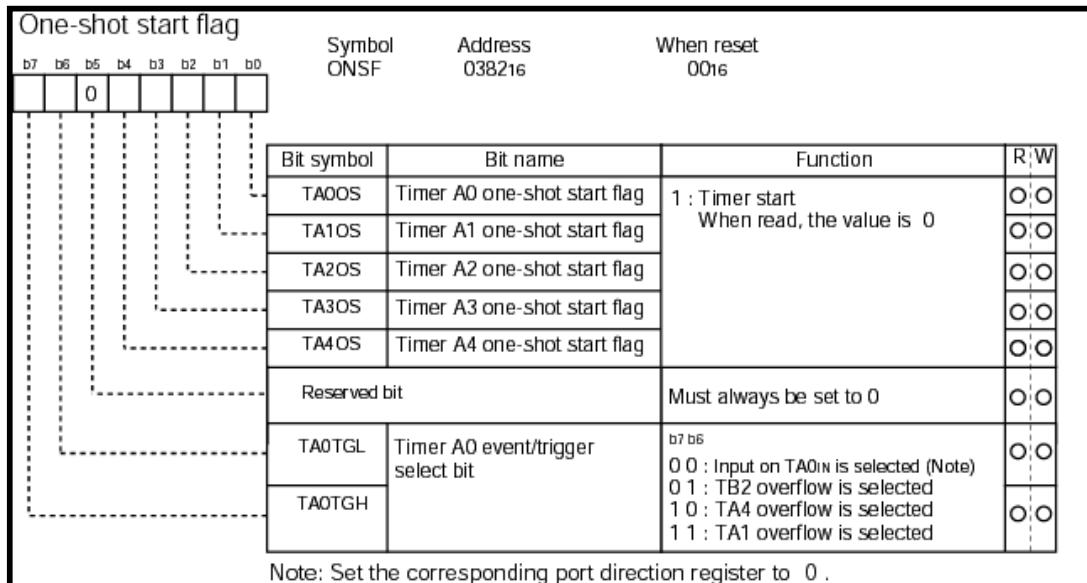 One-shot start flag
Symbol Address When reset
ONSF 038216 0016
b7 b6 b5 b4 b3 b2 b1 b0
0
Bit symbol Bit name Function R W
TA0OS Timer A0 one-shot start flag 1 : Timer start
When read, the value is 0
TA1OS Timer A1 one-shot start flag
TA2OS Timer A2 one-shot start flag
TA3OS Timer A3 one-shot start flag
TA4OS Timer A4 one-shot start flag
Reserved bit Must always be set to 0
TA0TGL Timer A0 event/trigger
select bit
b7 b6
0 0 : Input on TA0IN is selected (Note)
0 1 : TB2 overflow is selected
TA0TGH
1 0 : TA4 overflow is selected
1 1 : TA1 overflow is selected
Note: Set the corresponding port direction register to 0 .